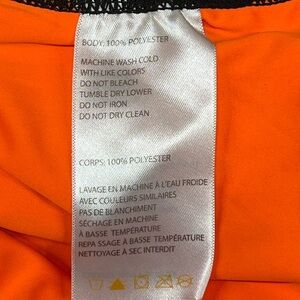 BODY: 100% POLYESTER
MACHINE WASH COLD
WITH LIKE COLORS
DO NOT BLEACH
TUMBLE DRY LOWER
DO NOT IRON
DO NOT DRY CLEAN
CORPS: 100% POLYESTER
LAVAGE EN MACHINE A L'EAU FROIDE
AVEC COULEURS SIMILAIRES
PAS DE BLANCHIMENT
SÉCHAGE EN MACHINE
À BASSE TEMPÉRATURE
REPA SSAGE À BASSE TEMPÉRATURE
NETTOYAGE À SEC INTERDIT